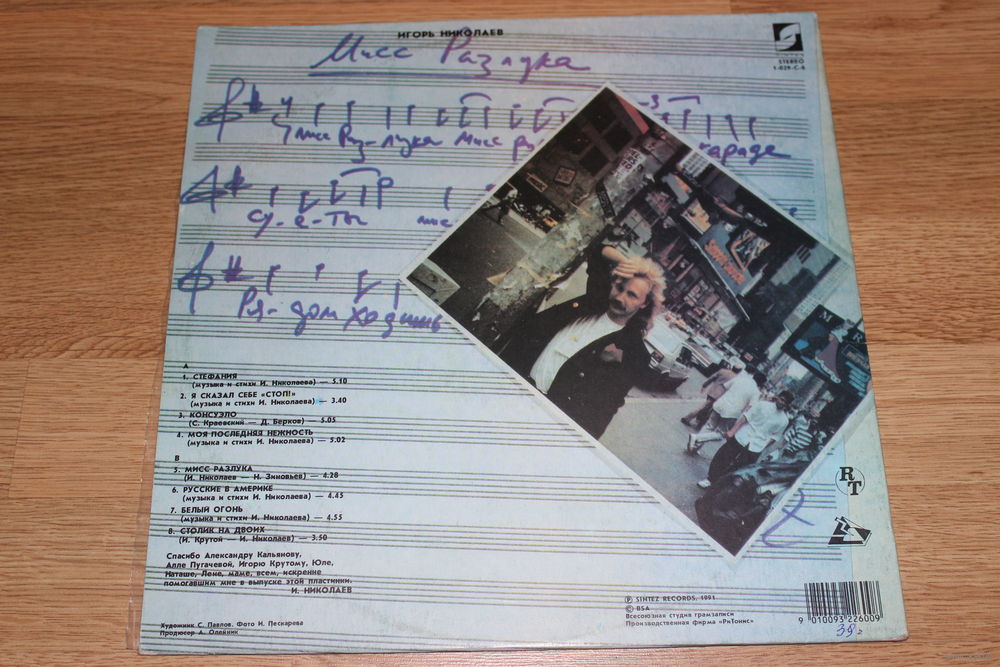 ИГОРЬ НИКОЛАЕВ
Мисс Разлука
STEREO
1-029-C-6
Мисс Раз-лука Мисс ра
параде
су-е-ты мис
Ря-дом ходишь
A
1. СТЕФАНИЯ
(музыка и стихи И. Николаева) — 5.10
2. Я СКАЗАЛ СЕБЕ «СТОП!»
(музыка и стихи И. Николаева) — 3.40
3. КОНСУЭЛО
(С. Краевский — Д. Берков) — 5.05
4. МОЯ ПОСЛЕДНЯЯ НЕЖНОСТЬ
(музыка и стихи И. Николаева) — 5.02
B
5. МИСС РАЗЛУКА
(И. Николаев — Н. Зиновьев) — 4.28
6. РУССКИЕ В АМЕРИКЕ
(музыка и стихи И. Николаева) — 4.45
7. БЕЛЫЙ ОГОНЬ
(музыка и стихи И. Николаева) — 4.55
8. СТОЛИК НА ДВОИХ
(И. Крутой — И. Николаев) — 3.50
Спасибо Александру Кальянову,
Алле Пугачевой, Игорю Крутому, Юле,
Наташе, Лене, маме, всем, искренне
помогавшим мне в выпуске этой пластинки.
И. НИКОЛАЕВ
Художник С. Павлов. Фото И. Пескарева
Продюсер А. Олейник
RT
Ⓟ SINTEZ RECORDS, 1991
© BSA
Всесоюзная студия грамзаписи
Производственная фирма «РиТонис»
9 010093 226009